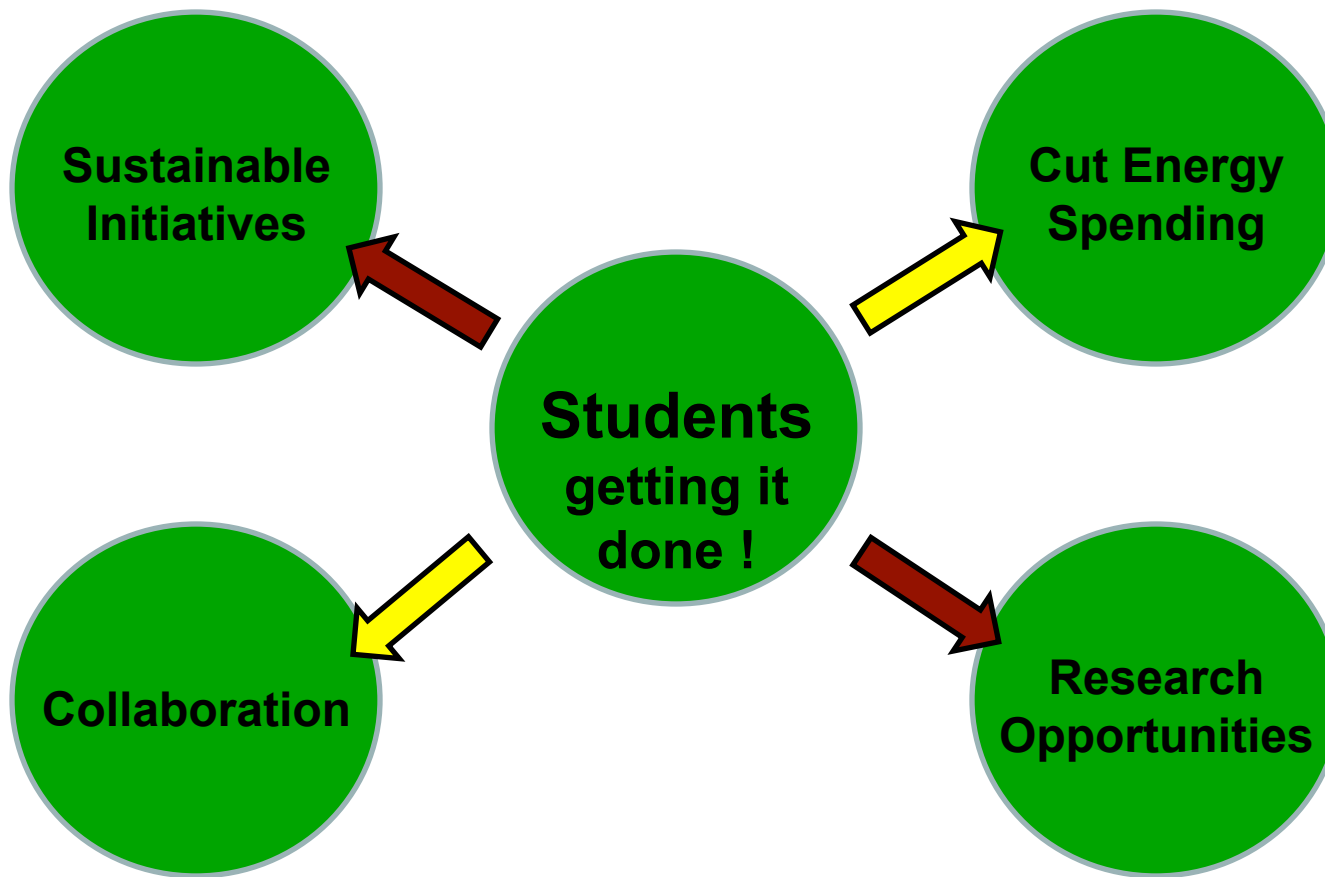 Sustainable
Initiatives
Cut Energy
Spending
Students
getting it
done !
Collaboration
Research
Opportunities